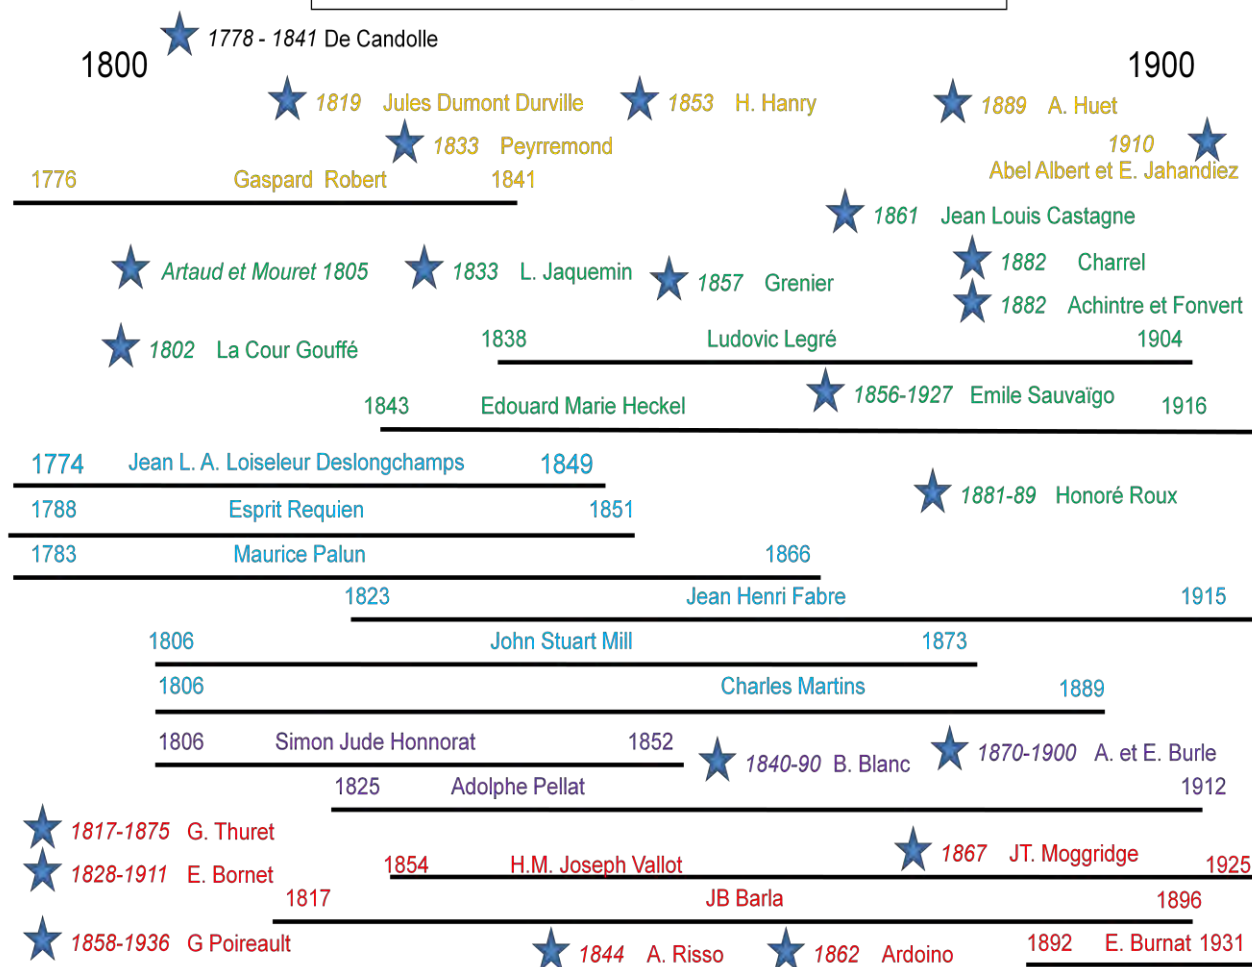 1778 - 1841 De Candolle
1800 1900
1819 Jules Dumont Durville 1853 H. Hanry 1889 A. Huet
1833 Peyrremond 1910
Abel Albert et E. Jahandiez
1776 Gaspard Robert 1841
1861 Jean Louis Castagne
Artaud et Mouret 1805 1833 L. Jaquemin 1857 Grenier 1882 Charrel
1882 Achintre et Fonvert
1802 La Cour Gouffé 1838 Ludovic Legré 1904
1856-1927 Emile Sauvaïgo
1843 Edouard Marie Heckel 1916
1774 Jean L. A. Loiseleur Deslongchamps 1849
1881-89 Honoré Roux
1788 Esprit Requien 1851
1783 Maurice Palun 1866
1823 Jean Henri Fabre 1915
1806 John Stuart Mill 1873
1806 Charles Martins 1889
1806 Simon Jude Honnorat 1852 1840-90 B. Blanc 1870-1900 A. et E. Burle
1825 Adolphe Pellat 1912
1817-1875 G. Thuret
1867 JT. Moggridge
1828-1911 E. Bornet 1854 H.M. Joseph Vallot 1925
1817 JB Barla 1896
1858-1936 G Poireault 1844 A. Risso 1862 Ardoino 1892 E. Burnat 1931